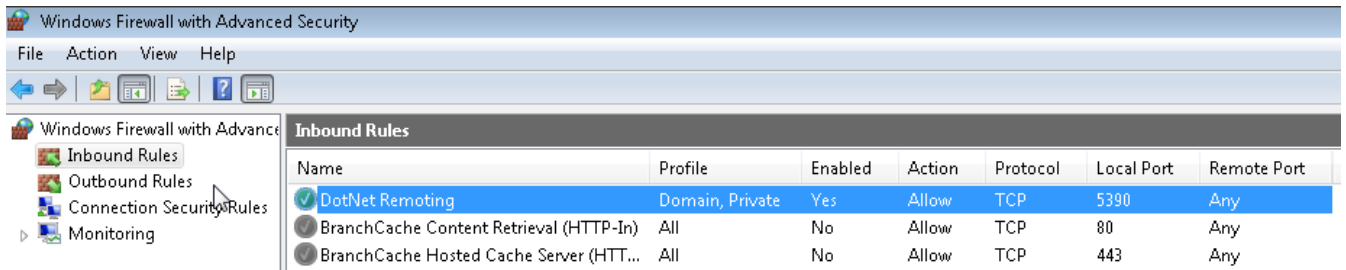 Windows Firewall with Advanced Security
File Action View Help
Windows Firewall with Advance
Inbound Rules
Outbound Rules
Connection Security Rules
Monitoring
Inbound Rules
Name Profile Enabled Action Protocol Local Port Remote Port
DotNet Remoting Domain, Private Yes Allow TCP 5390 Any
BranchCache Content Retrieval (HTTP-In) All No Allow TCP 80 Any
BranchCache Hosted Cache Server (HTT... All No Allow TCP 443 Any